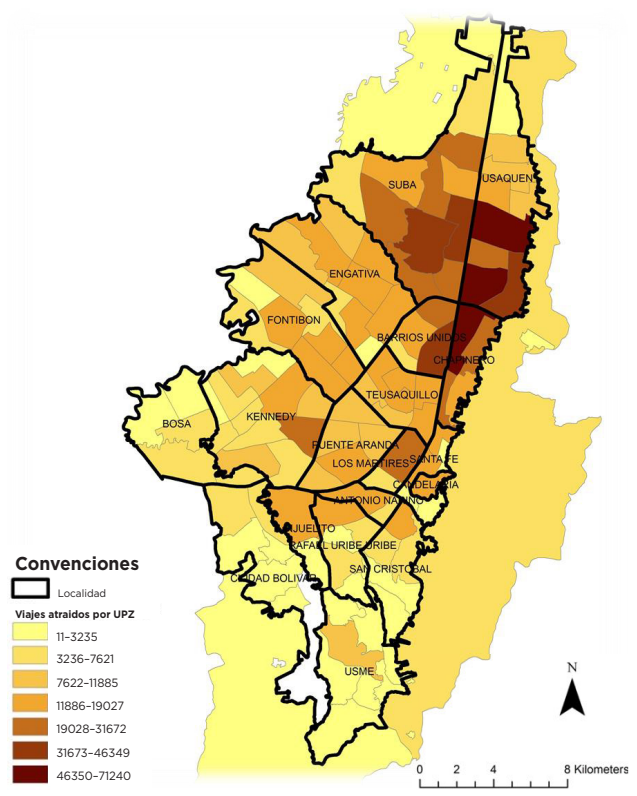 SUBA
USAQUEN
ENGATIVA
FONTIBON
BARRIOS UNIDOS
CHAPINERO
TEUSAQUILLO
KENNEDY
BOSA
PUENTE ARANDA
LOS MARTIRES
SANTA FE
CANDELARIA
ANTONIO NARIÑO
RAFAEL URIBE URIBE
SAN CRISTOBAL
CIUDAD BOLIVAR
USME
Convenciones
Localidad
Viajes atraidos por UPZ
11–3235
3236–7621
7622–11885
11886–19027
19028–31672
31673–46349
46350–71240
N
0 2 4 8 Kilometers